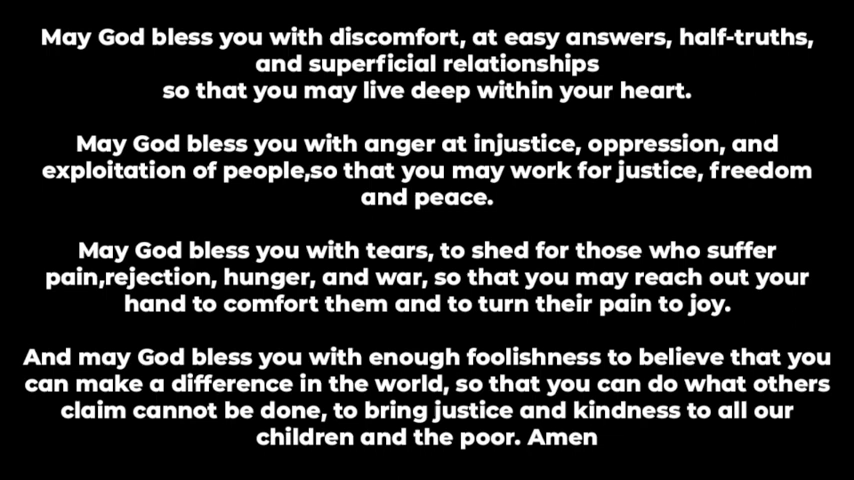 May God bless you with discomfort, at easy answers, half-truths,
and superficial relationships
so that you may live deep within your heart.
May God bless you with anger at injustice, oppression, and
exploitation of people,so that you may work for justice, freedom
and peace.
May God bless you with tears, to shed for those who suffer
pain,rejection, hunger, and war, so that you may reach out your
hand to comfort them and to turn their pain to joy.
And may God bless you with enough foolishness to believe that you
can make a difference in the world, so that you can do what others
claim cannot be done, to bring justice and kindness to all our
children and the poor. Amen